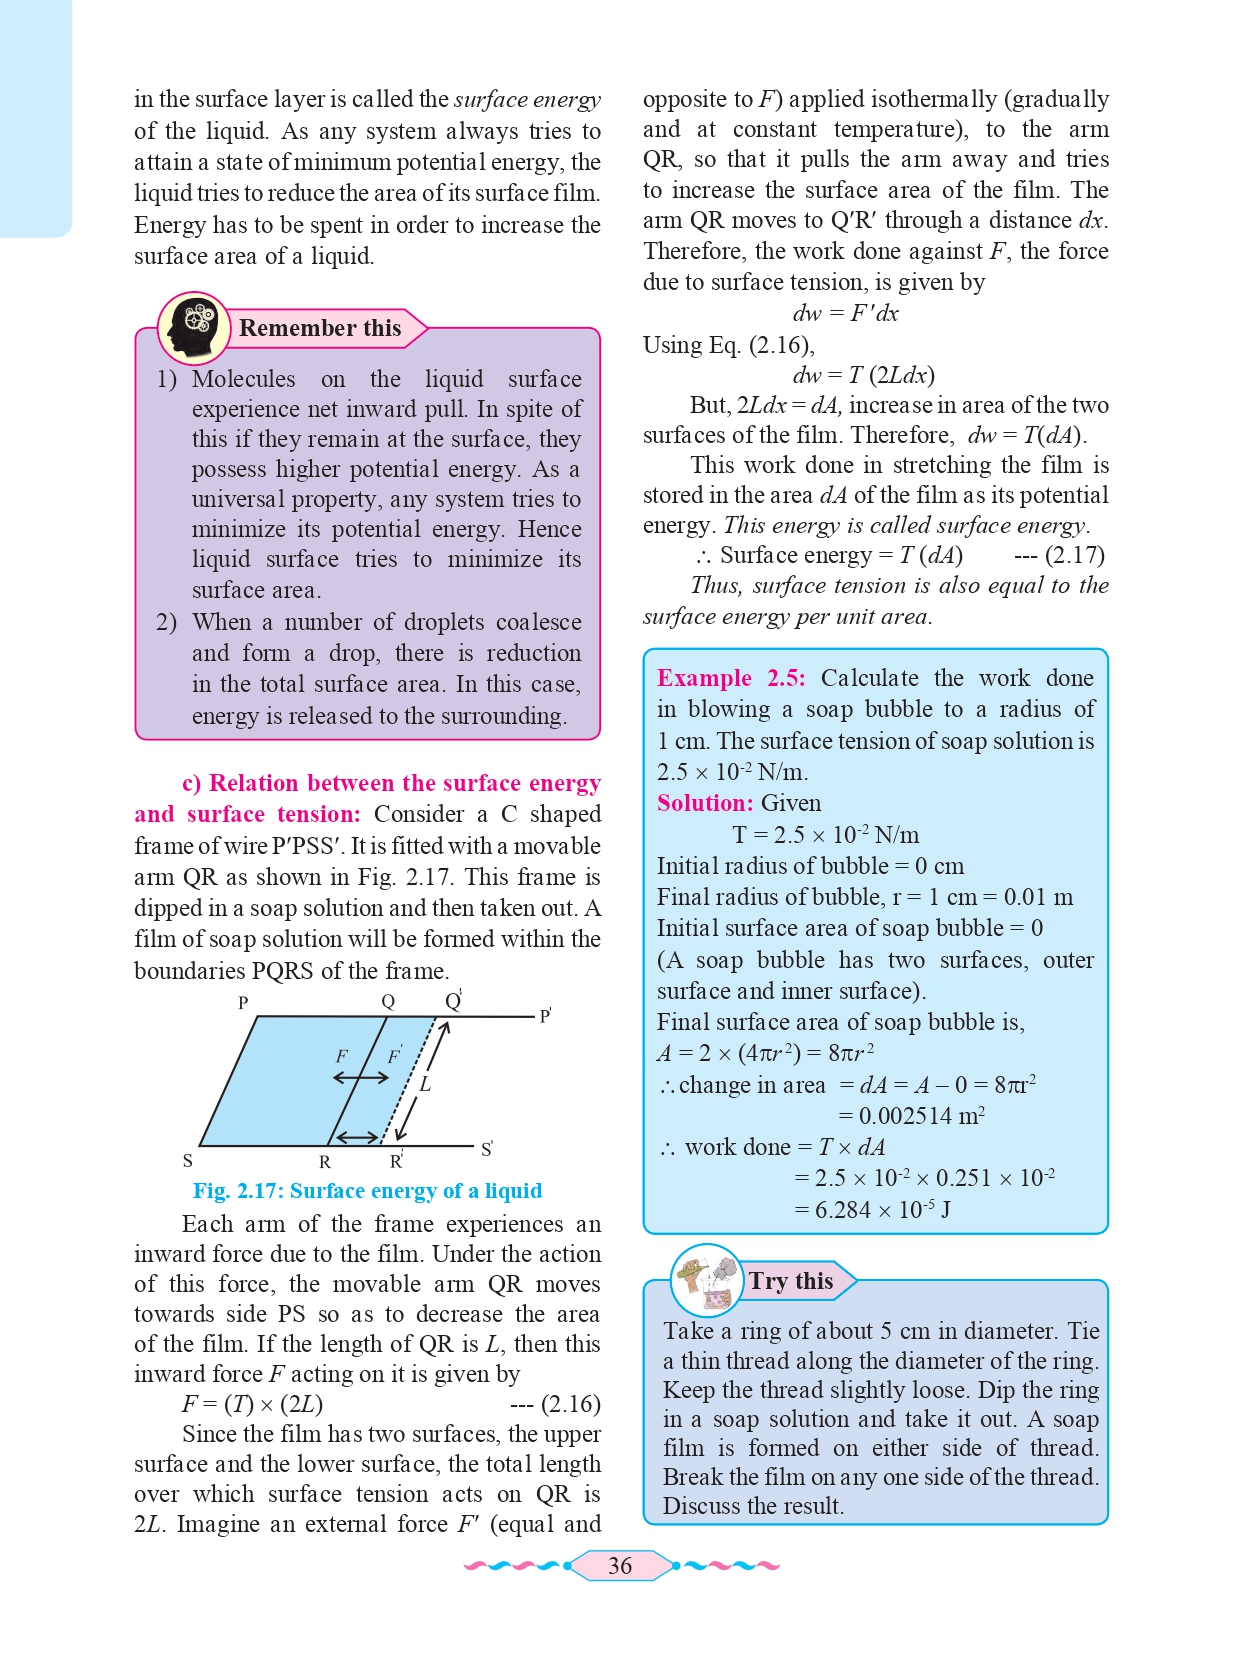 in the surface layer is called the surface energy
of the liquid. As any system always tries to
attain a state of minimum potential energy, the
liquid tries to reduce the area of its surface film.
Energy has to be spent in order to increase the
surface area of a liquid.
Remember this
1) Molecules on the liquid surface
experience net inward pull. In spite of
this if they remain at the surface, they
possess higher potential energy. As a
universal property, any system tries to
minimize its potential energy. Hence
liquid surface tries to minimize its
surface area.
2) When a number of droplets coalesce
and form a drop, there is reduction
in the total surface area. In this case,
energy is released to the surrounding.
c) Relation between the surface energy
and surface tension: Consider a C shaped
frame of wire P′PSS′. It is fitted with a movable
arm QR as shown in Fig. 2.17. This frame is
dipped in a soap solution and then taken out. A
film of soap solution will be formed within the
boundaries PQRS of the frame.
P Q Q' P'
F F'
L
S R R' S'
Fig. 2.17: Surface energy of a liquid
Each arm of the frame experiences an
inward force due to the film. Under the action
of this force, the movable arm QR moves
towards side PS so as to decrease the area
of the film. If the length of QR is L, then this
inward force F acting on it is given by
F = (T) × (2L) --- (2.16)
Since the film has two surfaces, the upper
surface and the lower surface, the total length
over which surface tension acts on QR is
2L. Imagine an external force F′ (equal and
opposite to F) applied isothermally (gradually
and at constant temperature), to the arm
QR, so that it pulls the arm away and tries
to increase the surface area of the film. The
arm QR moves to Q′R′ through a distance dx.
Therefore, the work done against F, the force
due to surface tension, is given by
dw = F′dx
Using Eq. (2.16),
dw = T (2Ldx)
But, 2Ldx = dA, increase in area of the two
surfaces of the film. Therefore, dw = T(dA).
This work done in stretching the film is
stored in the area dA of the film as its potential
energy. This energy is called surface energy.
∴ Surface energy = T (dA) --- (2.17)
Thus, surface tension is also equal to the
surface energy per unit area.
Example 2.5: Calculate the work done
in blowing a soap bubble to a radius of
1 cm. The surface tension of soap solution is
2.5 × 10⁻² N/m.
Solution: Given
T = 2.5 × 10⁻² N/m
Initial radius of bubble = 0 cm
Final radius of bubble, r = 1 cm = 0.01 m
Initial surface area of soap bubble = 0
(A soap bubble has two surfaces, outer
surface and inner surface).
Final surface area of soap bubble is,
A = 2 × (4πr²) = 8πr²
∴change in area = dA = A – 0 = 8πr²
= 0.002514 m²
∴ work done = T × dA
= 2.5 × 10⁻² × 0.251 × 10⁻²
= 6.284 × 10⁻⁵ J
Try this
Take a ring of about 5 cm in diameter. Tie
a thin thread along the diameter of the ring.
Keep the thread slightly loose. Dip the ring
in a soap solution and take it out. A soap
film is formed on either side of thread.
Break the film on any one side of the thread.
Discuss the result.
36